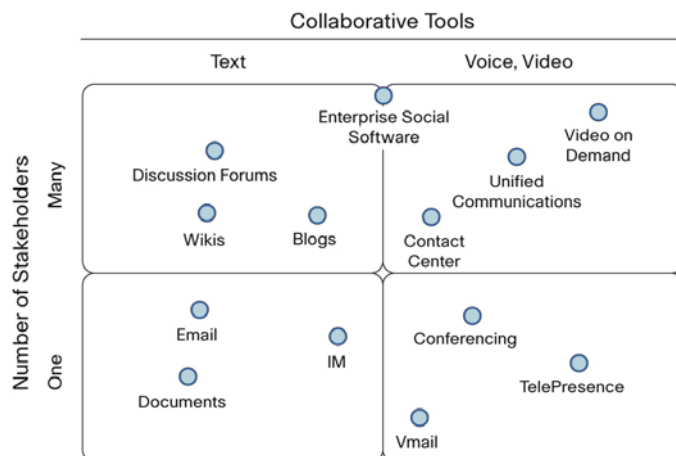 Collaborative Tools
Text
Voice, Video
Number of Stakeholders
Many
One
Enterprise Social
Software
Video on
Demand
Discussion Forums
Unified
Communications
Wikis
Blogs
Contact
Center
Email
IM
Conferencing
Documents
TelePresence
Vmail